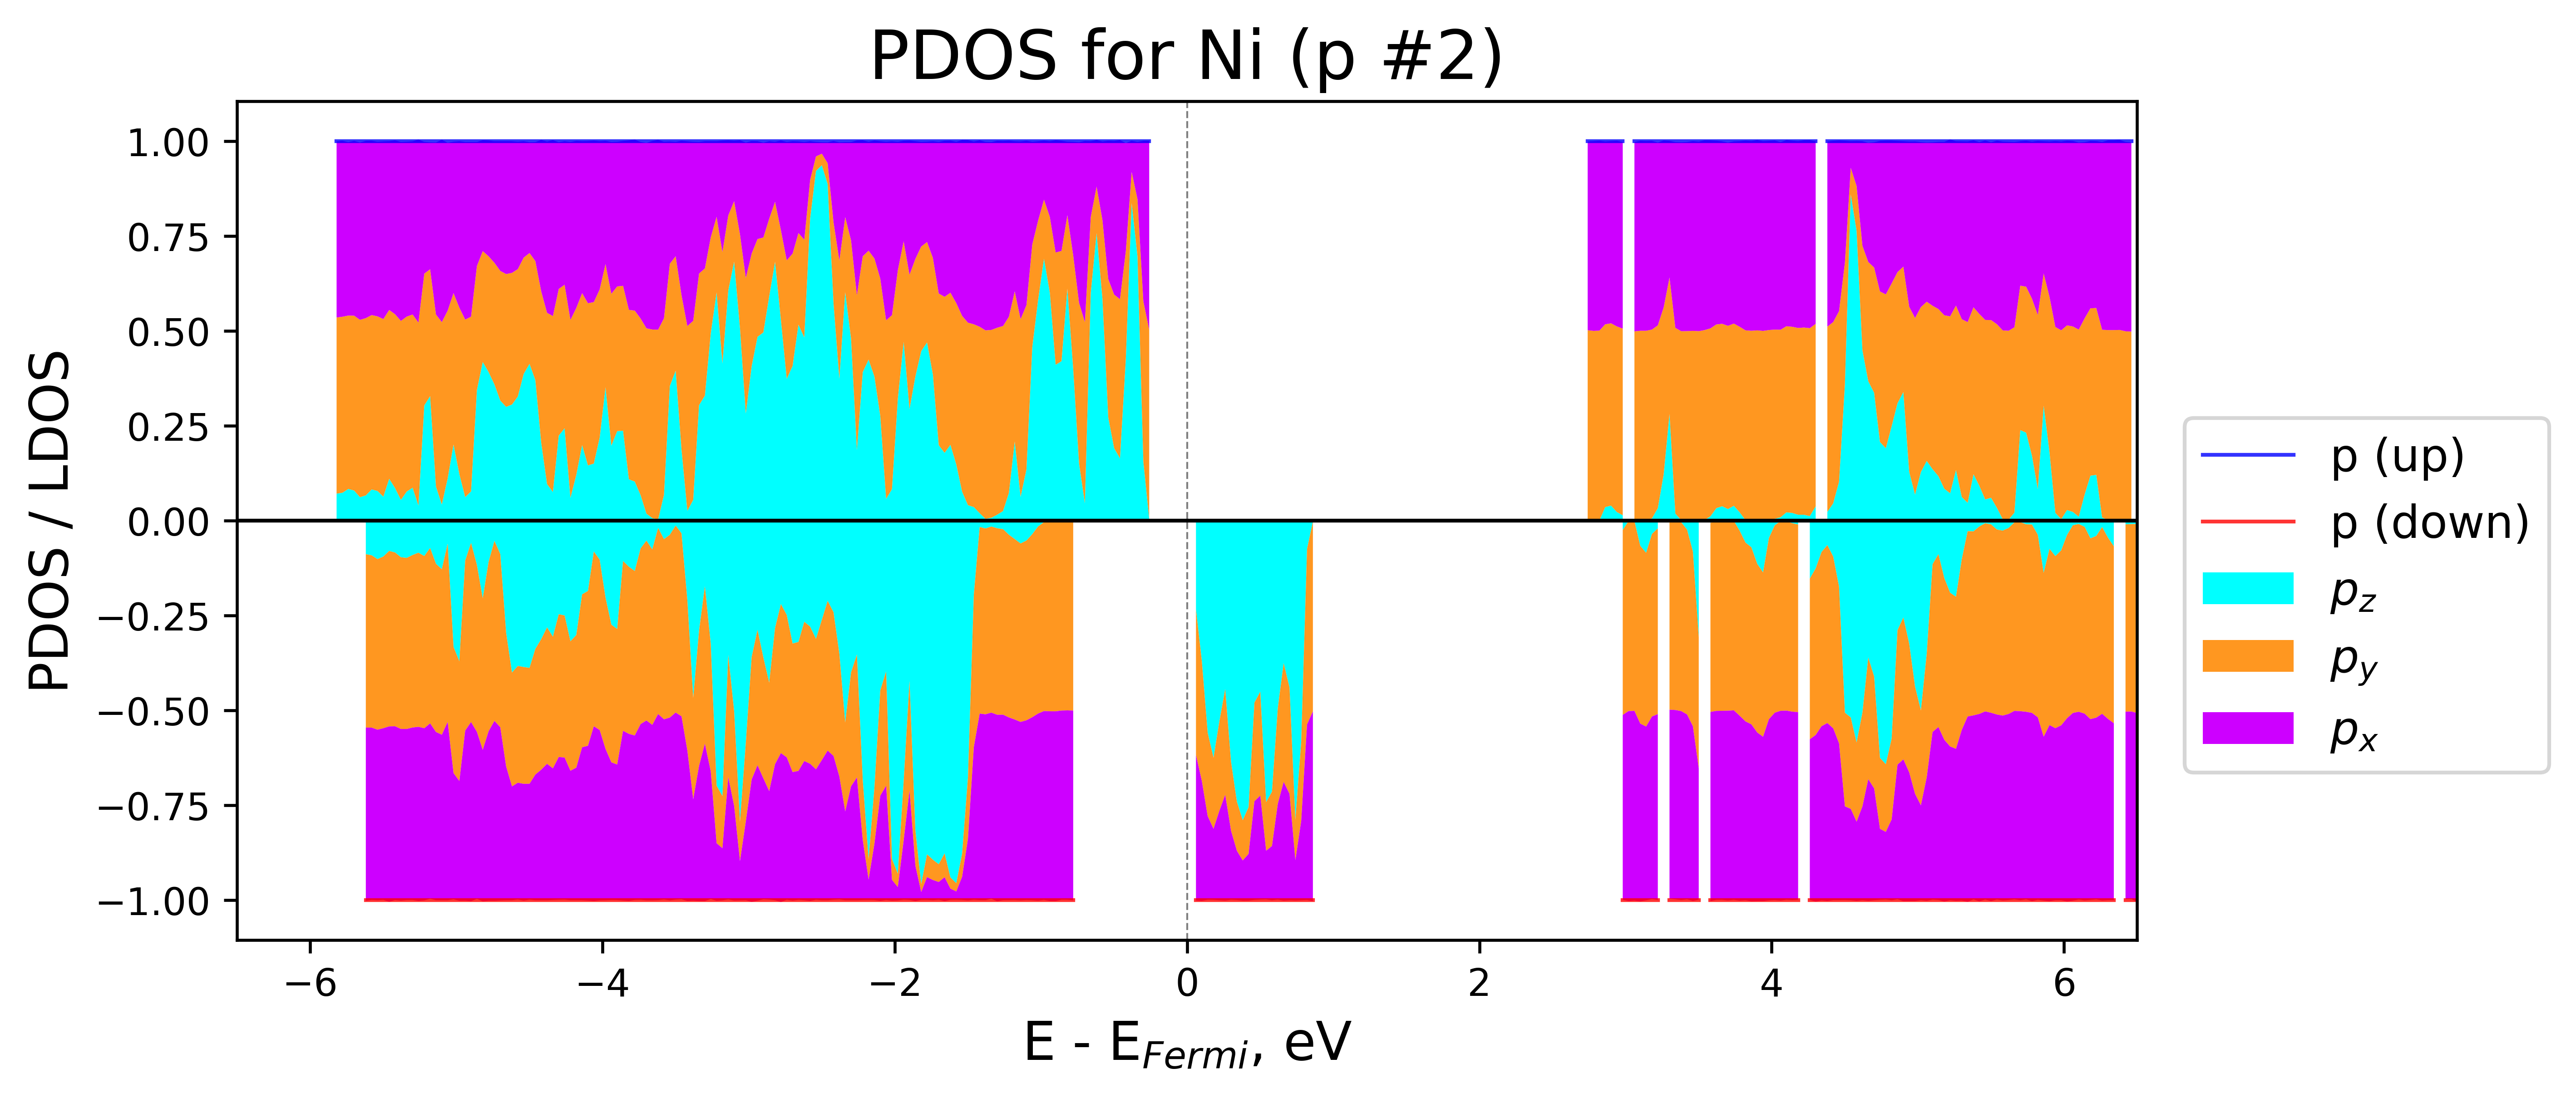 PDOS for Ni (p #2)
PDOS / LDOS
1.00
0.75
0.50
0.25
0.00
−0.25
−0.50
−0.75
−1.00
−6
−4
−2
0
2
4
6
E - E_Fermi, eV
p (up)
p (down)
p_z
p_y
p_x